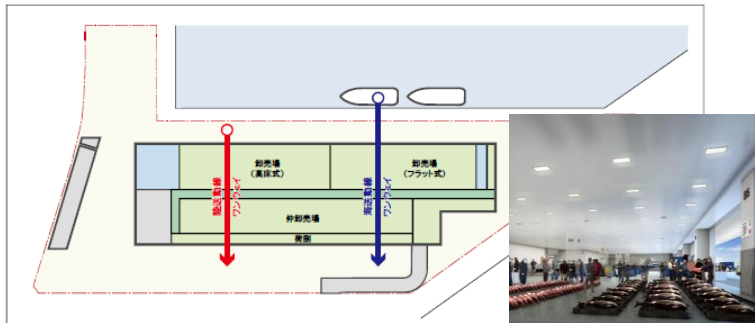 卸売場
(高床式)
卸売場
(フラット式)
陸送動線
ワンウェイ
海送動線
ワンウェイ
仲卸売場
荷捌